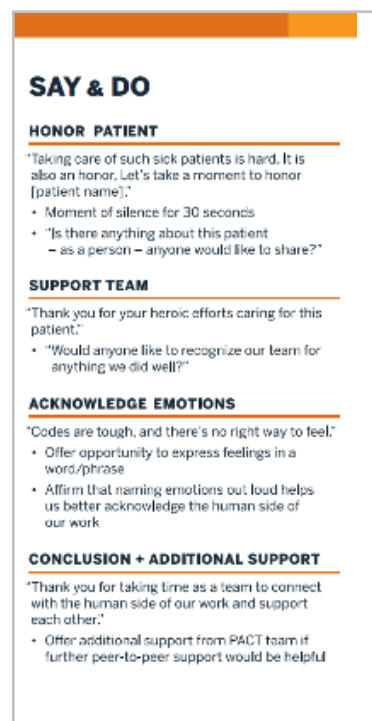 SAY & DO
HONOR PATIENT
"Taking care of such sick patients is hard. It is
also an honor. Let's take a moment to honor
[patient name]."
• Moment of silence for 30 seconds
• "Is there anything about this patient
– as a person – anyone would like to share?"
SUPPORT TEAM
"Thank you for your heroic efforts caring for this
patient."
• "Would anyone like to recognize our team for
anything we did well?"
ACKNOWLEDGE EMOTIONS
"Codes are tough, and there's no right way to feel."
• Offer opportunity to express feelings in a
word/phrase
• Affirm that naming emotions out loud helps
us better acknowledge the human side of
our work
CONCLUSION + ADDITIONAL SUPPORT
"Thank you for taking time as a team to connect
with the human side of our work and support
each other."
• Offer additional support from PACT team if
further peer-to-peer support would be helpful